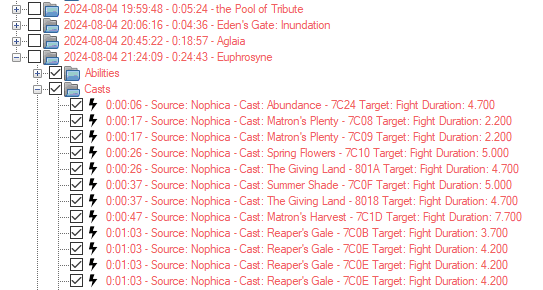 2024-08-04 19:59:48 - 0:05:24 - the Pool of Tribute
2024-08-04 20:06:16 - 0:04:36 - Eden's Gate: Inundation
2024-08-04 20:45:22 - 0:18:57 - Aglaia
2024-08-04 21:24:09 - 0:24:43 - Euphrosyne
Abilities
Casts
0:00:06 - Source: Nophica - Cast: Abundance - 7C24 Target: Fight Duration: 4.700
0:00:17 - Source: Nophica - Cast: Matron's Plenty - 7C08 Target: Fight Duration: 2.200
0:00:17 - Source: Nophica - Cast: Matron's Plenty - 7C09 Target: Fight Duration: 2.200
0:00:26 - Source: Nophica - Cast: Spring Flowers - 7C10 Target: Fight Duration: 5.000
0:00:26 - Source: Nophica - Cast: The Giving Land - 801A Target: Fight Duration: 4.700
0:00:37 - Source: Nophica - Cast: Summer Shade - 7C0F Target: Fight Duration: 5.000
0:00:37 - Source: Nophica - Cast: The Giving Land - 8018 Target: Fight Duration: 4.700
0:00:47 - Source: Nophica - Cast: Matron's Harvest - 7C1D Target: Fight Duration: 7.700
0:01:03 - Source: Nophica - Cast: Reaper's Gale - 7C0B Target: Fight Duration: 3.700
0:01:03 - Source: Nophica - Cast: Reaper's Gale - 7C0E Target: Fight Duration: 4.200
0:01:03 - Source: Nophica - Cast: Reaper's Gale - 7C0E Target: Fight Duration: 4.200
0:01:03 - Source: Nophica - Cast: Reaper's Gale - 7C0E Target: Fight Duration: 4.200